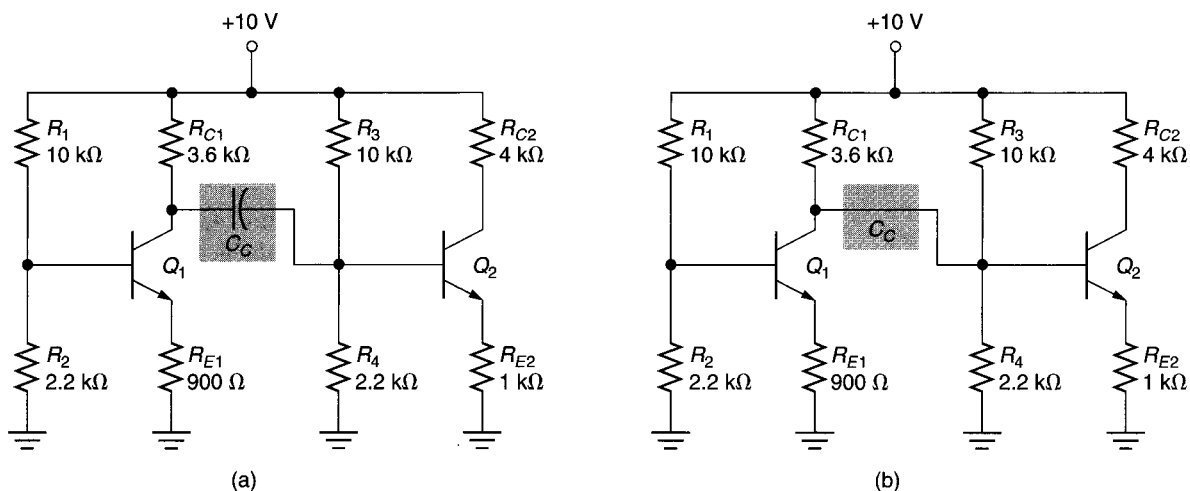 +10 V
R1
10 kΩ
RC1
3.6 kΩ
R3
10 kΩ
RC2
4 kΩ
CC
Q1
Q2
R2
2.2 kΩ
RE1
900 Ω
R4
2.2 kΩ
RE2
1 kΩ
(a)
+10 V
R1
10 kΩ
RC1
3.6 kΩ
R3
10 kΩ
RC2
4 kΩ
CC
Q1
Q2
R2
2.2 kΩ
RE1
900 Ω
R4
2.2 kΩ
RE2
1 kΩ
(b)